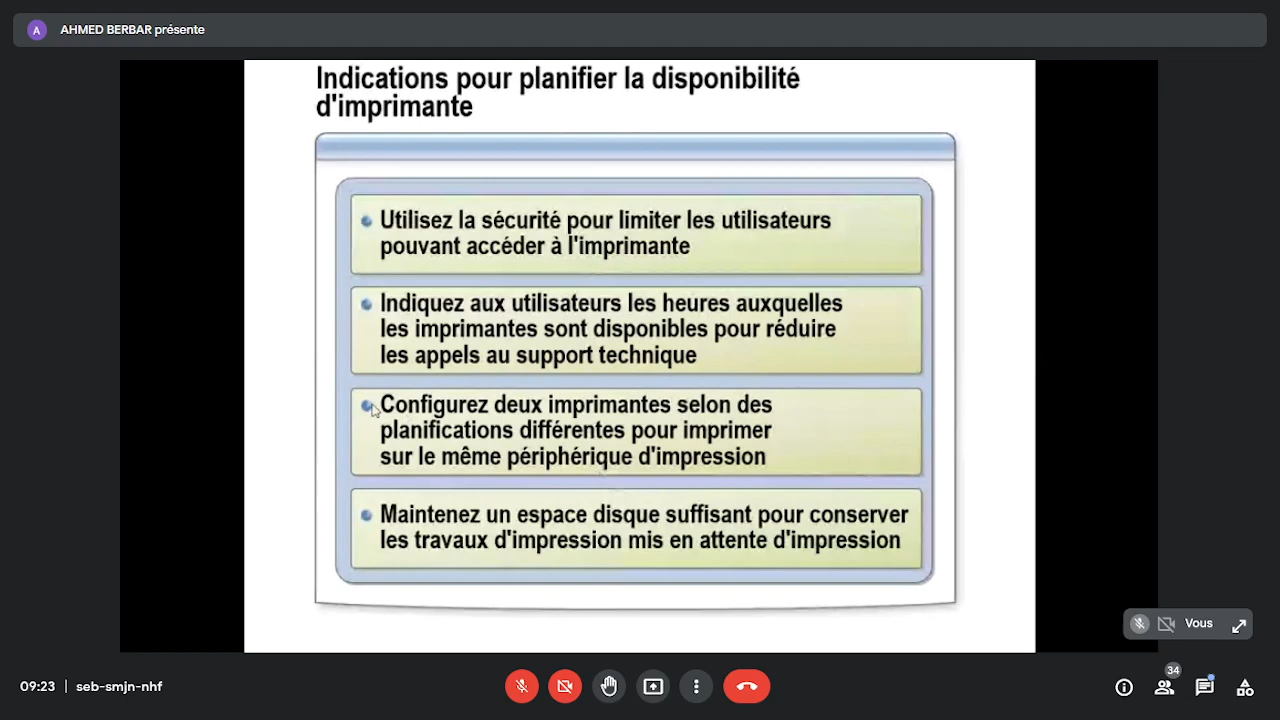 A
AHMED BERBAR présente
Indications pour planifier la disponibilité
d'imprimante
Utilisez la sécurité pour limiter les utilisateurs
pouvant accéder à l'imprimante
Indiquez aux utilisateurs les heures auxquelles
les imprimantes sont disponibles pour réduire
les appels au support technique
Configurez deux imprimantes selon des
planifications différentes pour imprimer
sur le même périphérique d'impression
Maintenez un espace disque suffisant pour conserver
les travaux d'impression mis en attente d'impression
Vous
09:23 | seb-smjn-nhf
34